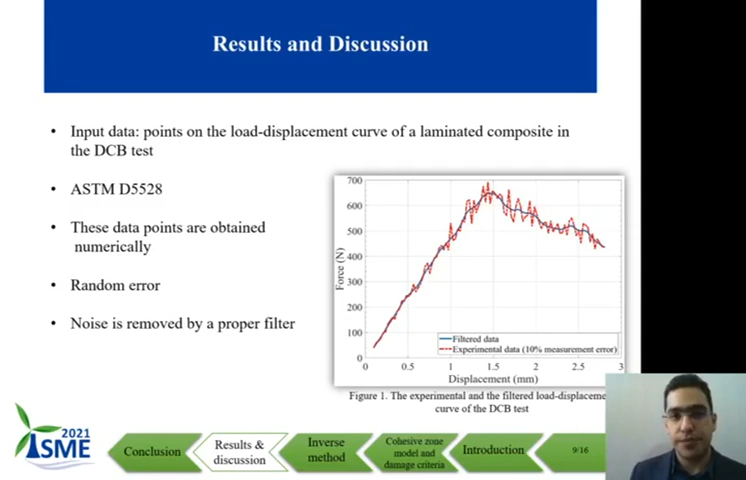 Results and Discussion
• Input data: points on the load-displacement curve of a laminated composite in
the DCB test
• ASTM D5528
• These data points are obtained
numerically
• Random error
• Noise is removed by a proper filter
700
600
500
400
300
200
100
0
Force (N)
0 0.5 1 1.5 2 2.5 3
Displacement (mm)
Filtered data
Experimental data (10% measurement error)
Figure 1. The experimental and the filtered load-displaceme
curve of the DCB test
2021
ISME
Conclusion
Results &
discussion
Inverse
method
Cohesive zone
model and
damage criteria
Introduction
9/16